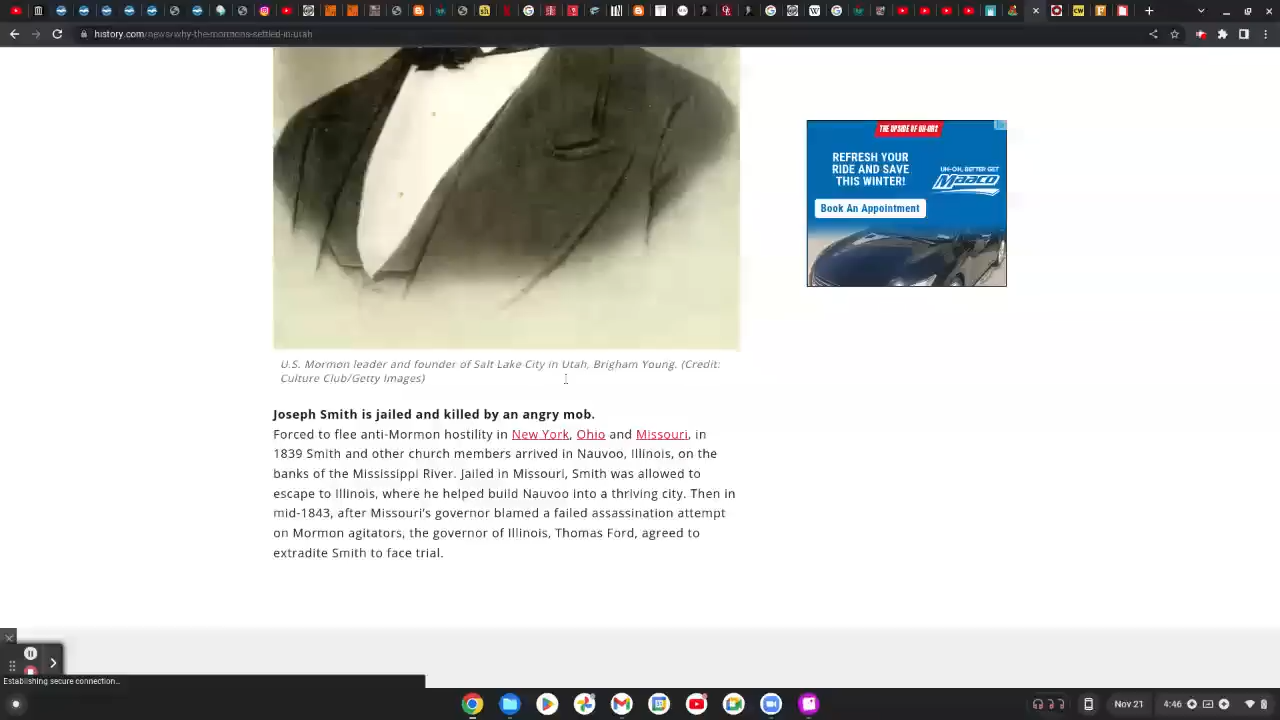 history.com/news/why-the-mormons-settled-in-utah
THE UPSIDE OF UH-OH?
REFRESH YOUR
RIDE AND SAVE
THIS WINTER!
UH-OH, BETTER GET
Maaco
Book An Appointment
U.S. Mormon leader and founder of Salt Lake City in Utah, Brigham Young. (Credit:
Culture Club/Getty Images)
Joseph Smith is jailed and killed by an angry mob.
Forced to flee anti-Mormon hostility in New York, Ohio and Missouri, in
1839 Smith and other church members arrived in Nauvoo, Illinois, on the
banks of the Mississippi River. Jailed in Missouri, Smith was allowed to
escape to Illinois, where he helped build Nauvoo into a thriving city. Then in
mid-1843, after Missouri's governor blamed a failed assassination attempt
on Mormon agitators, the governor of Illinois, Thomas Ford, agreed to
extradite Smith to face trial.
Establishing secure connection...
Nov 21
4:46